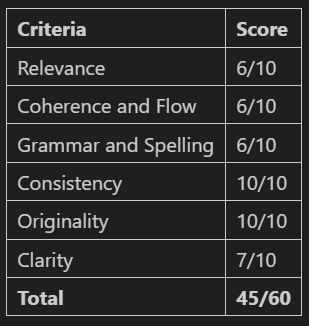 Criteria Score
Relevance 6/10
Coherence and Flow 6/10
Grammar and Spelling 6/10
Consistency 10/10
Originality 10/10
Clarity 7/10
Total 45/60